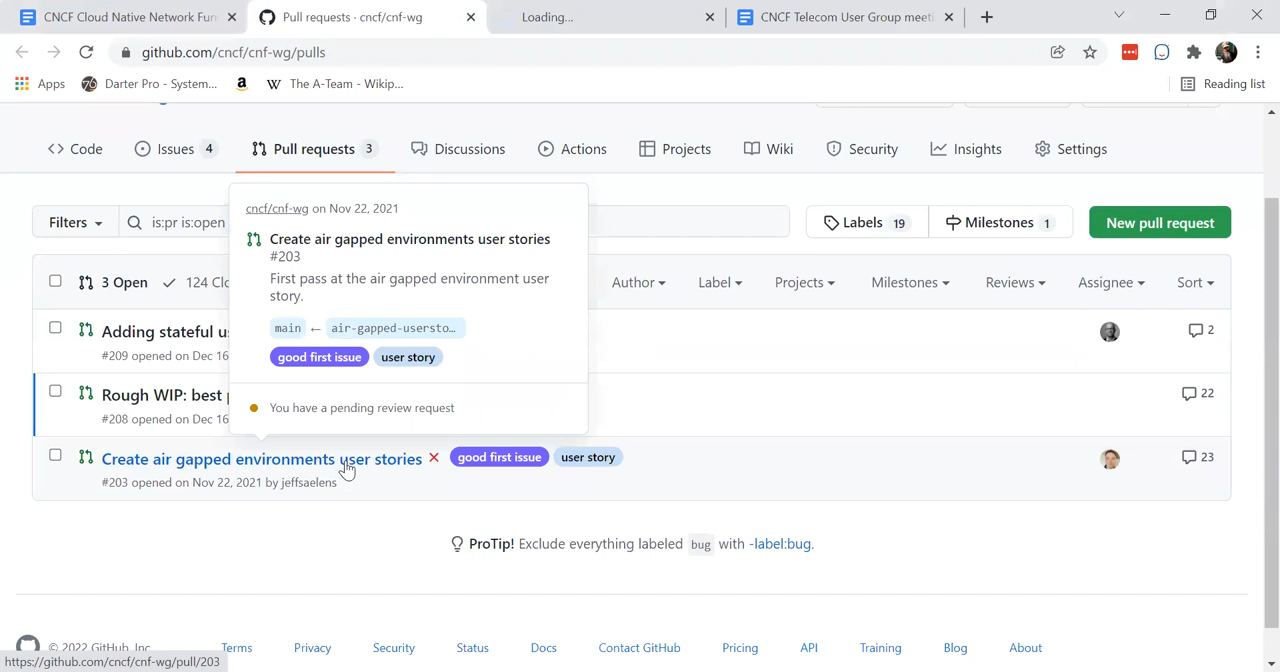 CNCF Cloud Native Network Fun
Pull requests · cncf/cnf-wg
Loading...
CNCF Telecom User Group meeti
github.com/cncf/cnf-wg/pulls
Apps
Darter Pro - System...
The A-Team - Wikip...
Reading list
Code
Issues 4
Pull requests 3
Discussions
Actions
Projects
Wiki
Security
Insights
Settings
Filters
is:pr is:open
Labels 19
Milestones 1
New pull request
cncf/cnf-wg on Nov 22, 2021
Create air gapped environments user stories
#203
First pass at the air gapped environment user
story.
main ← air-gapped-usersto...
good first issue user story
You have a pending review request
3 Open
124 Clo
Author
Label
Projects
Milestones
Reviews
Assignee
Sort
Adding stateful u
2
#209 opened on Dec 16
Rough WIP: best p
22
#208 opened on Dec 16
Create air gapped environments user stories
good first issue user story
23
#203 opened on Nov 22, 2021 by jeffsaelens
ProTip! Exclude everything labeled bug with -label:bug.
© 2022 GitHub, Inc.
Terms
Privacy
Security
Status
Docs
Contact GitHub
Pricing
API
Training
Blog
About
https://github.com/cncf/cnf-wg/pull/203